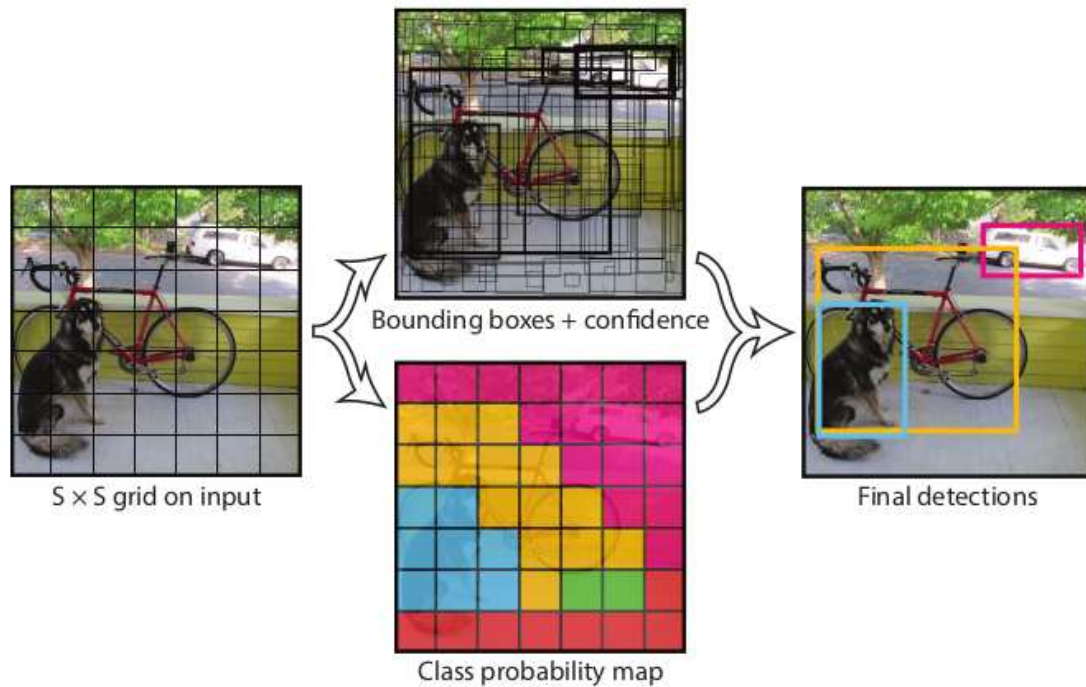 Bounding boxes + confidence
S × S grid on input
Final detections
Class probability map